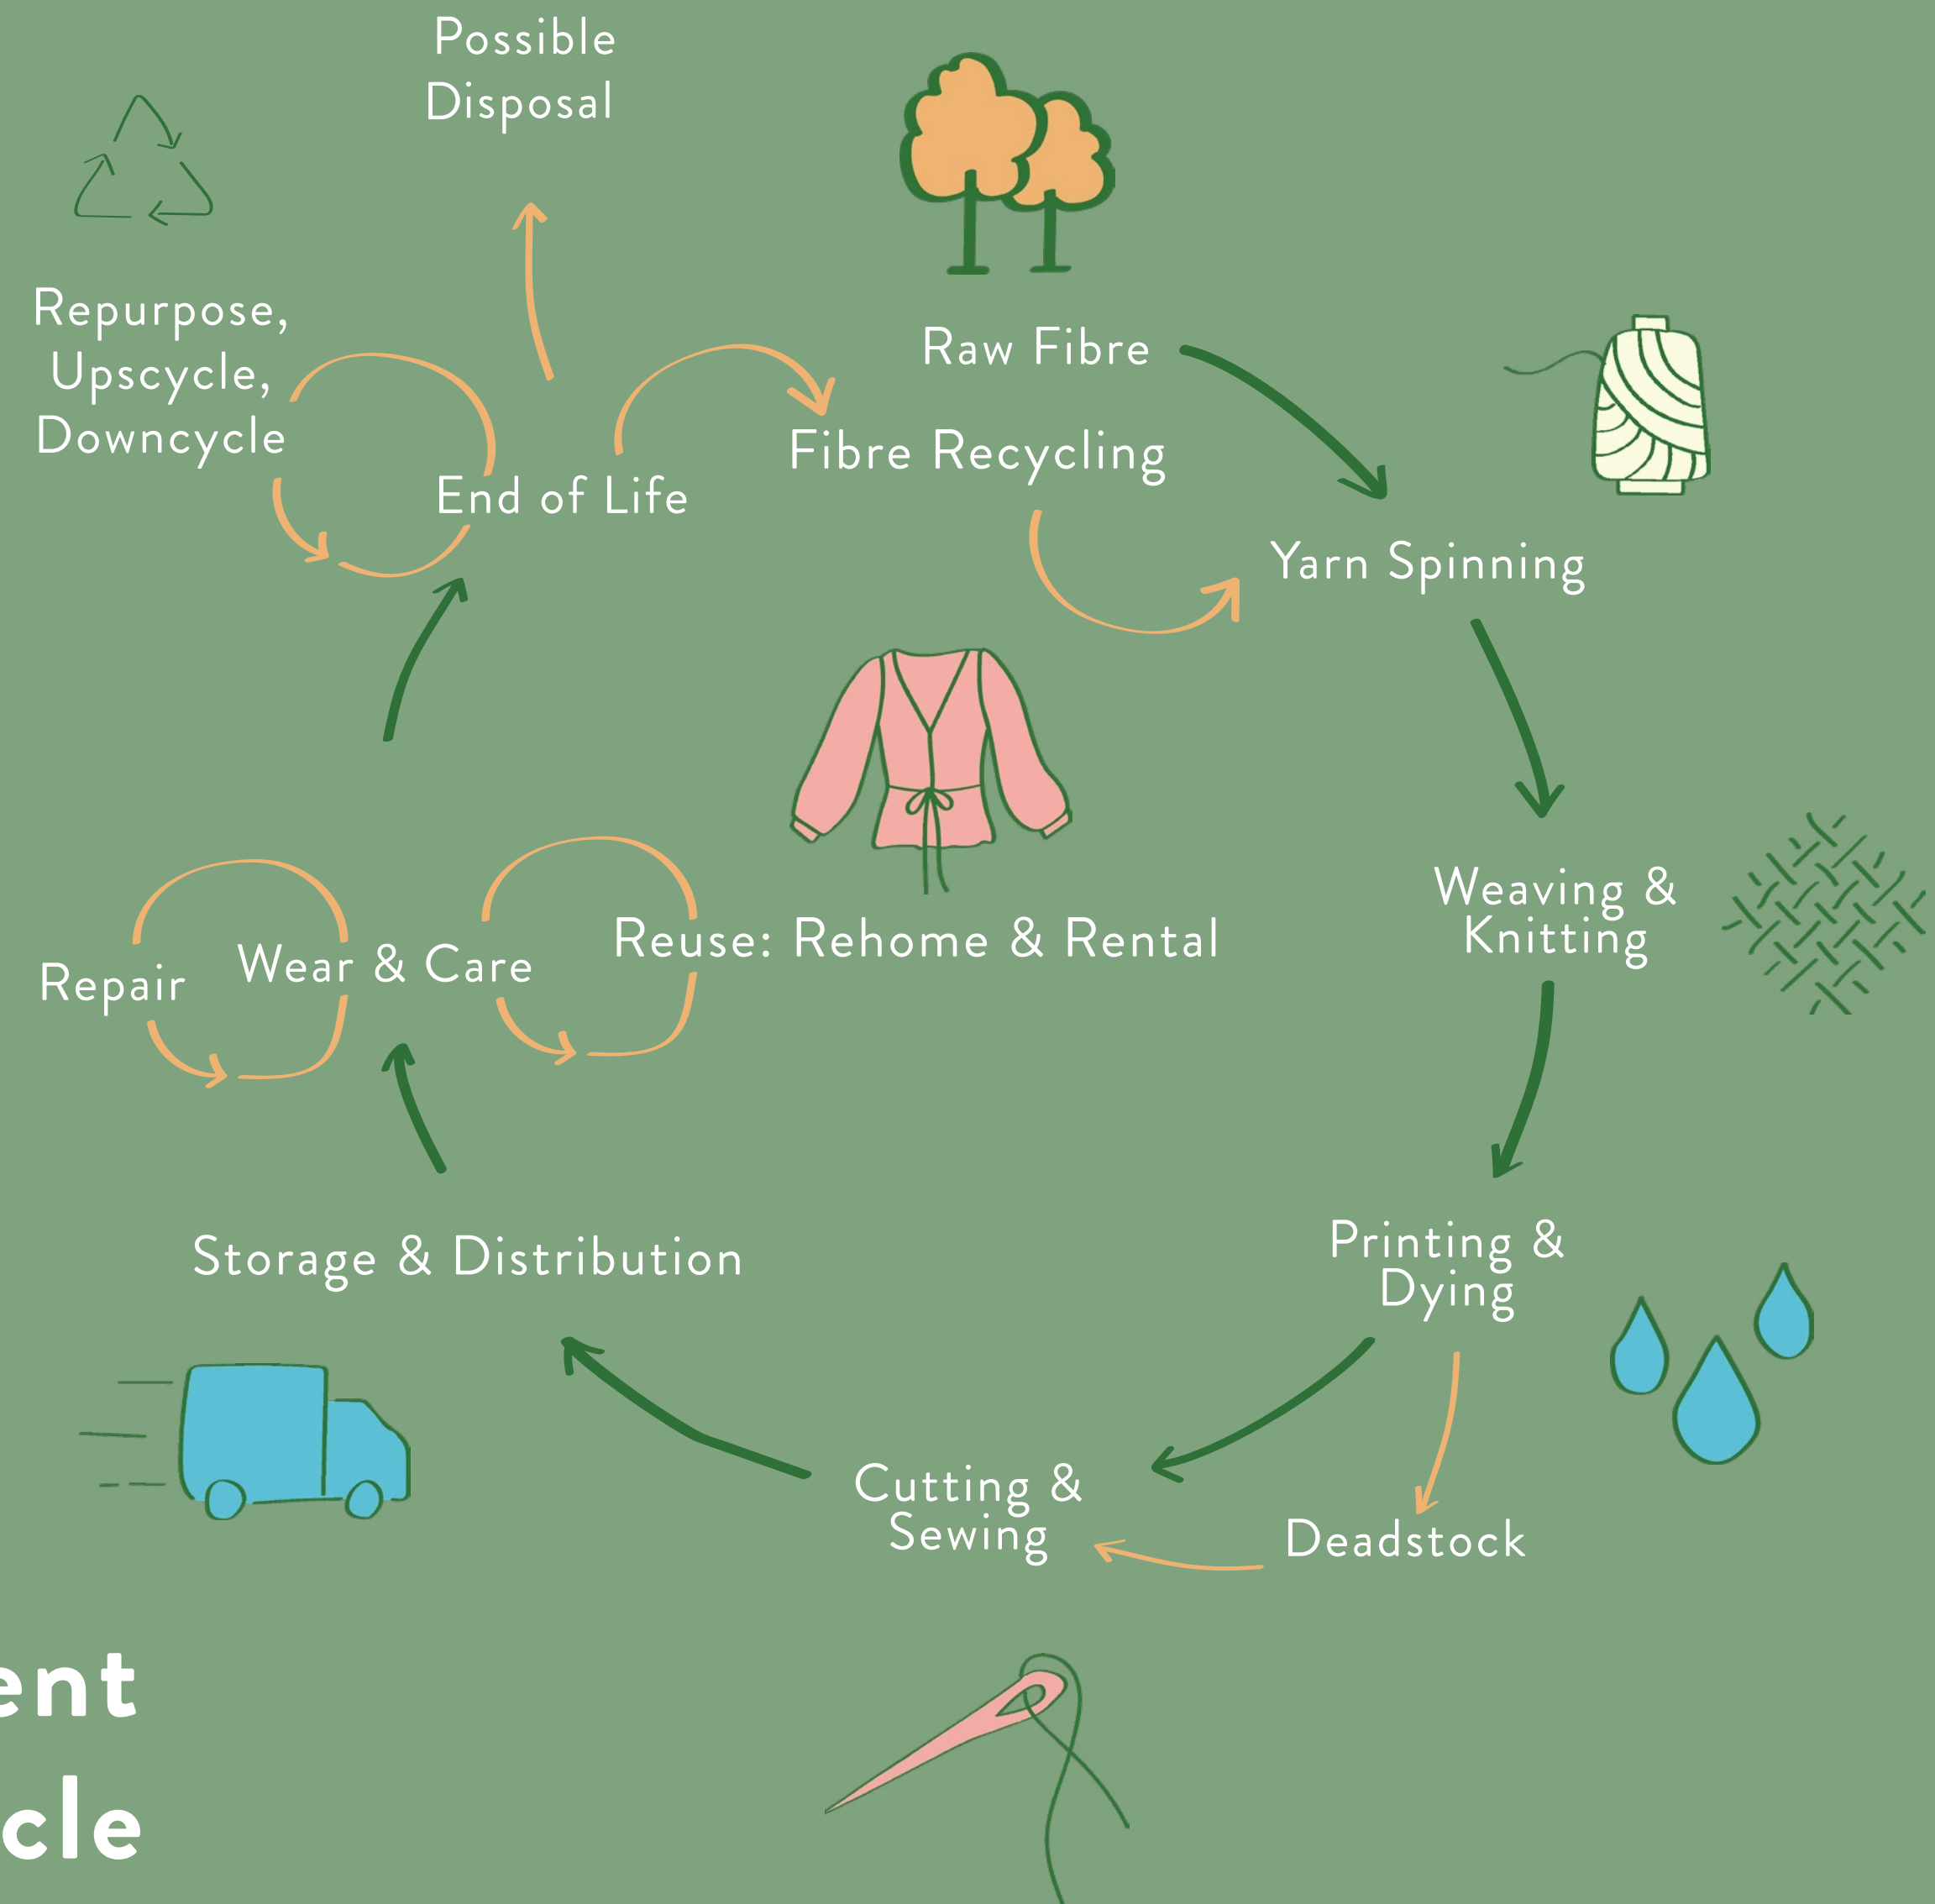 Possible
Disposal
Repurpose,
Upscycle,
Downcycle
End of Life
Raw Fibre
Fibre Recycling
Yarn Spinning
Weaving &
Knitting
Reuse: Rehome & Rental
Wear & Care
Repair
Storage & Distribution
Printing &
Dying
Cutting &
Sewing
Deadstock
ent
cle